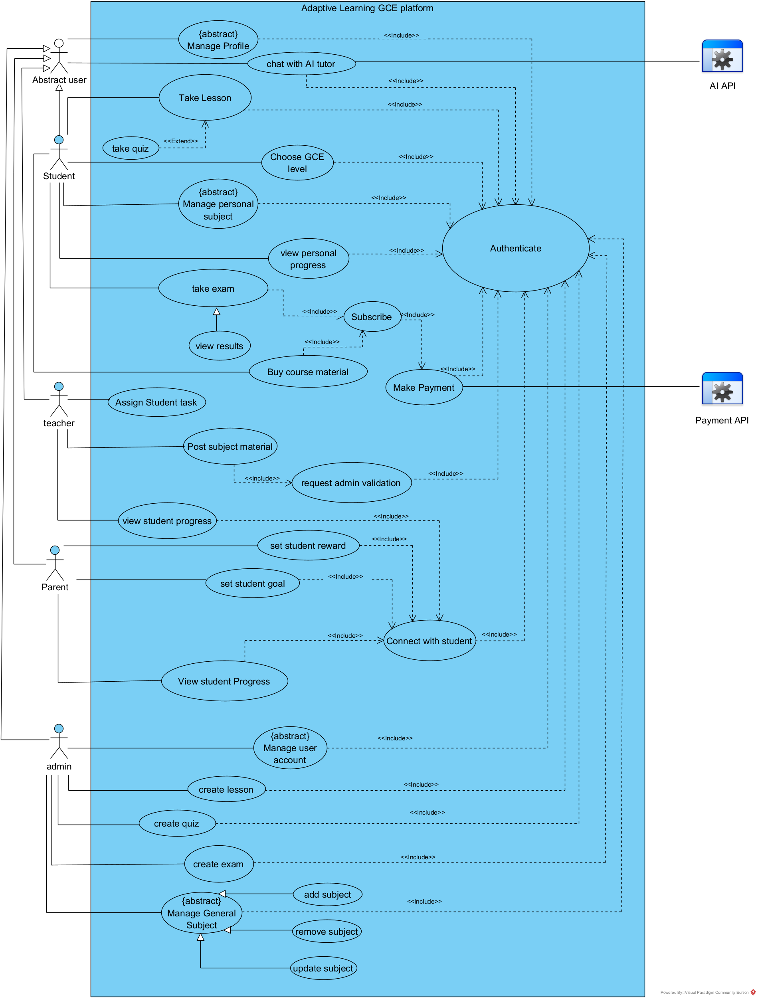 Adaptive Learning GCE platform
{abstract}
Manage Profile
<<Include>>
chat with AI tutor
Abstract user
<<Include>>
AI API
Take Lesson
<<Include>>
<<Extend>>
take quiz
Choose GCE
level
<<Include>>
Student
{abstract}
Manage personal
subject
<<Include>>
Authenticate
view personal
progress
<<Include>>
take exam
<<Include>>
Subscribe
<<Include>>
view results
<<Include>>
Buy course material
<<Include>>
Make Payment
Assign Student task
teacher
Payment API
Post subject material
<<Include>>
request admin validation
<<Include>>
view student progress
<<Include>>
set student reward
<<Include>>
Parent
set student goal
<<Include>>
<<Include>>
Connect with student
<<Include>>
View student Progress
{abstract}
Manage user
account
<<Include>>
admin
create lesson
<<Include>>
create quiz
<<Include>>
create exam
<<Include>>
add subject
{abstract}
Manage General
Subject
<<Include>>
remove subject
update subject
Powered By Visual Paradigm Community Edition